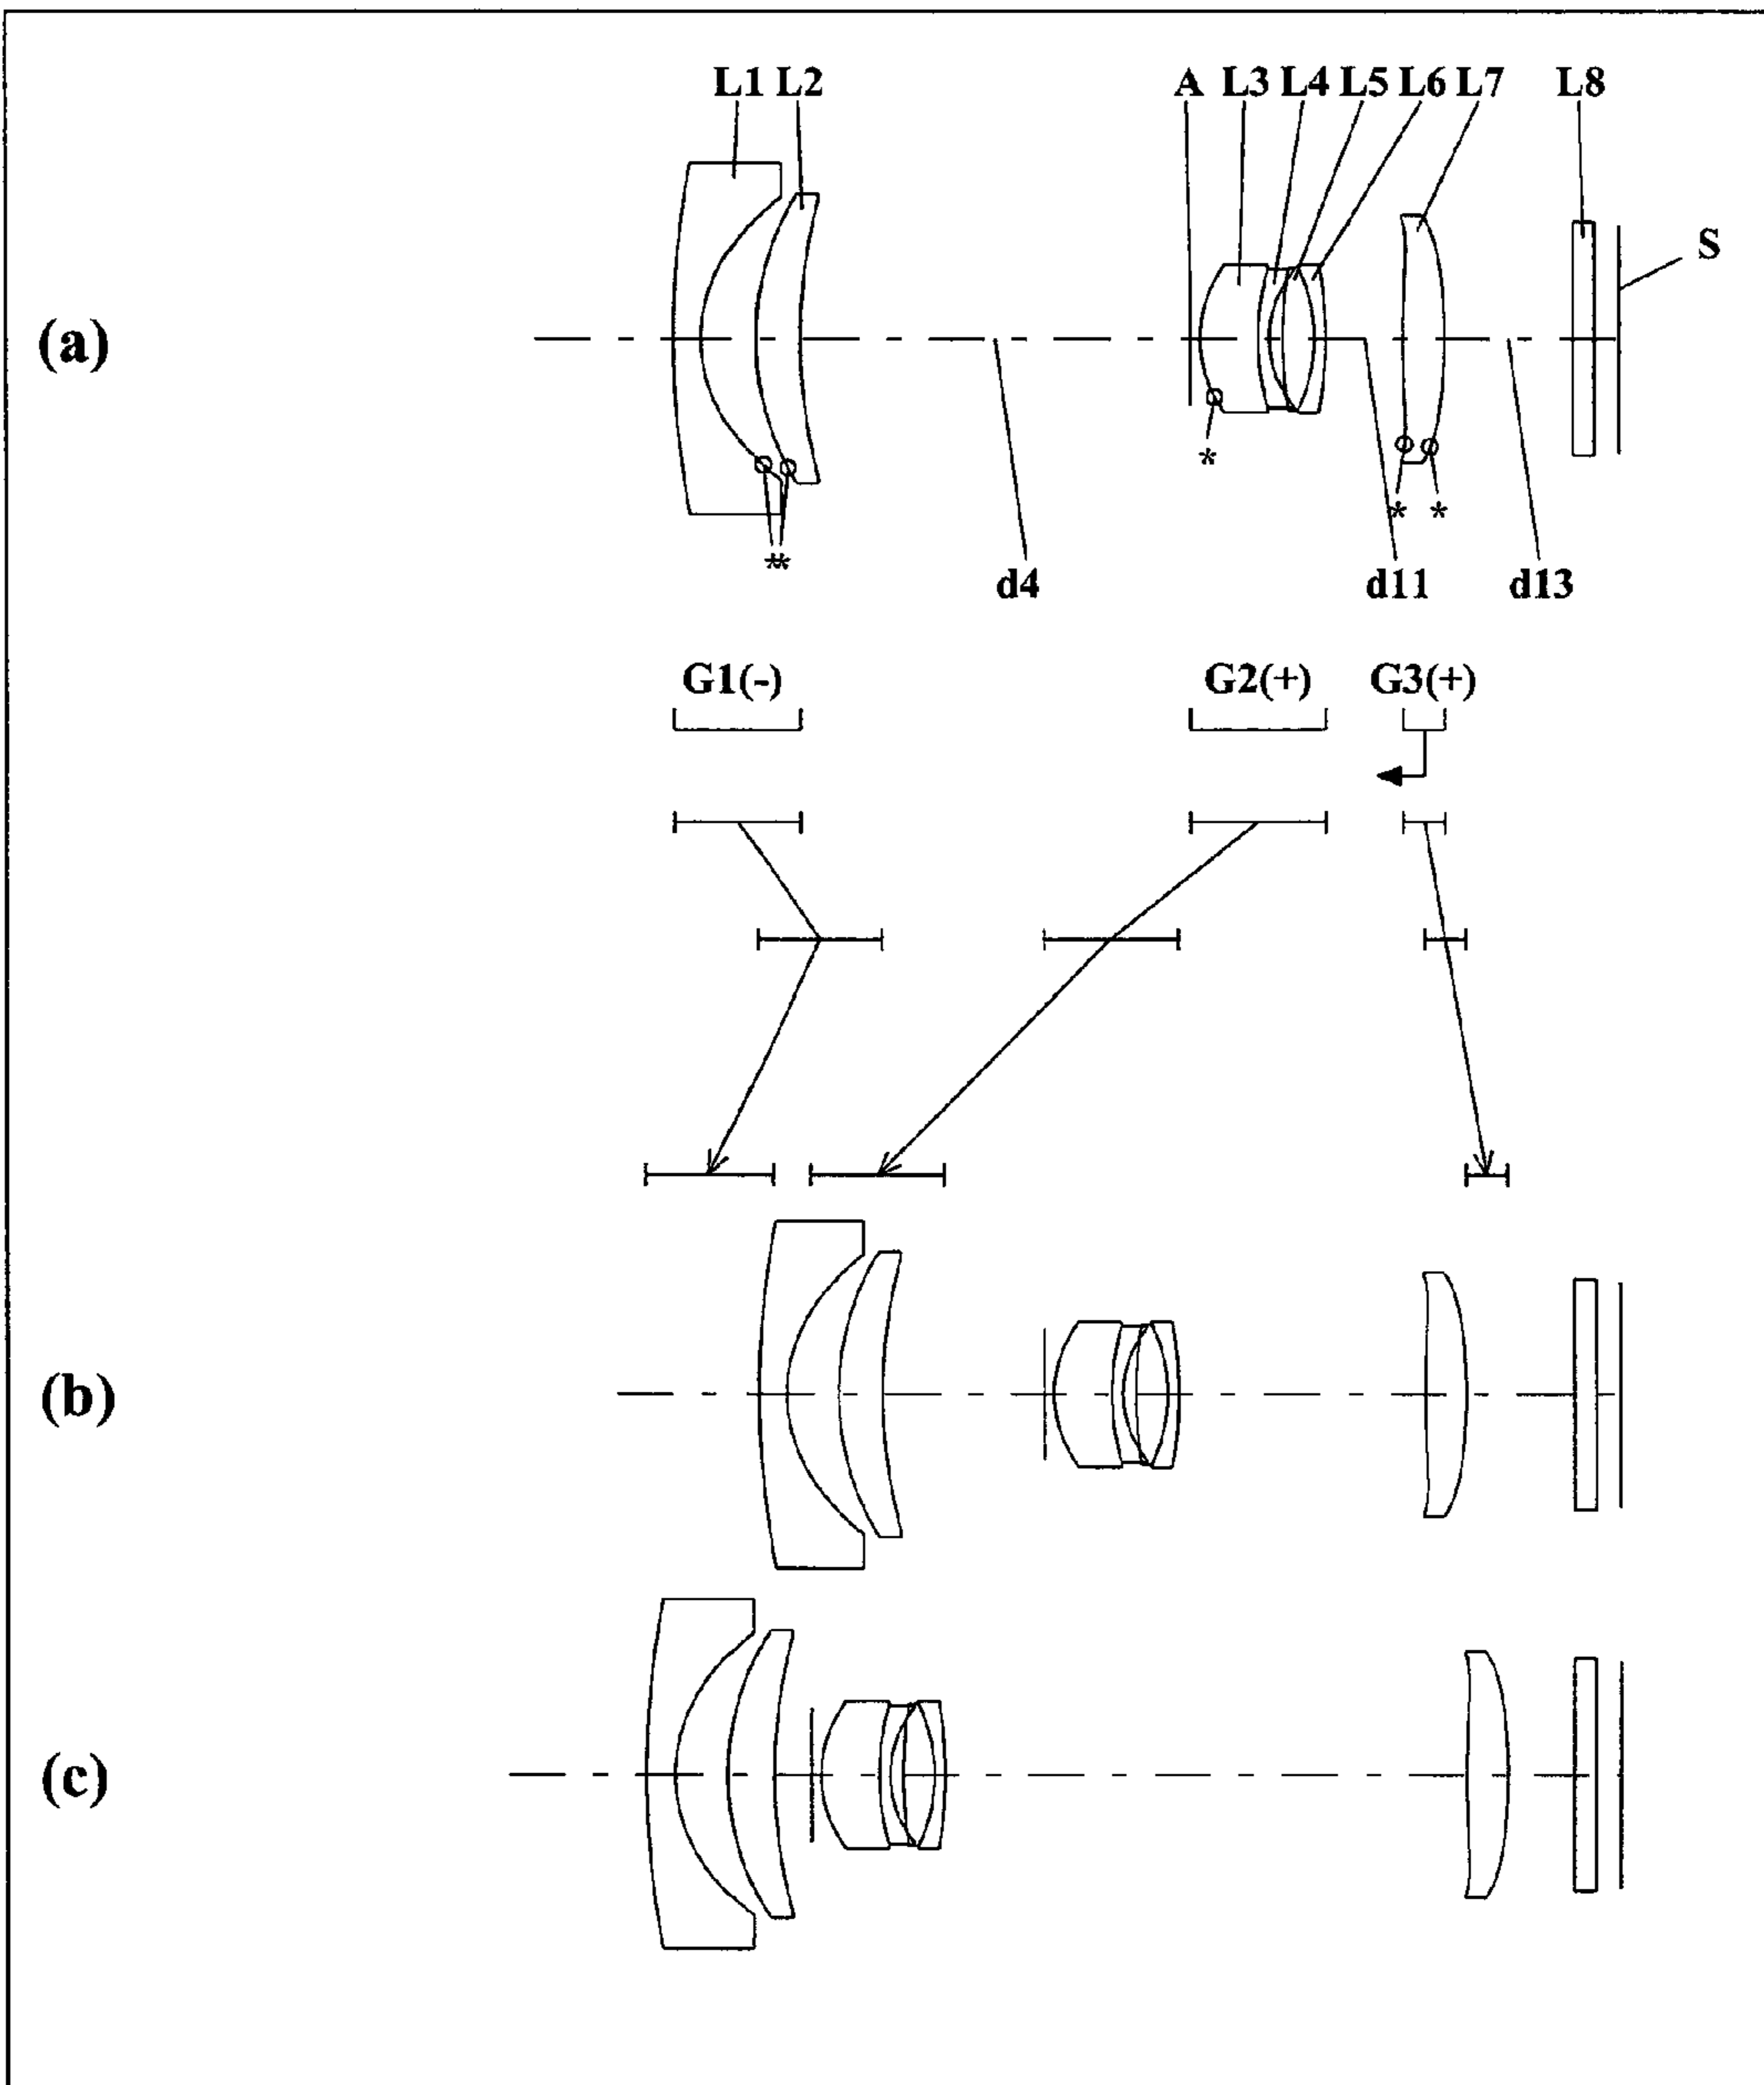 L1 L2 A L3 L4 L5 L6 L7 L8
S
(a)
*
* *
**
d4 d11 d13
G1(-) G2(+) G3(+)
(b)
(c)